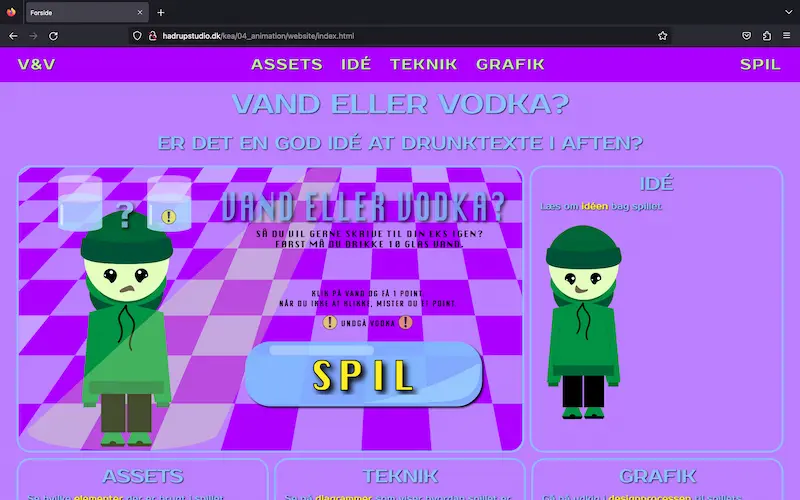 Forside
hadrupstudio.dk/kea/04_animation/website/index.html
V&V ASSETS IDÉ TEKNIK GRAFIK SPIL
VAND ELLER VODKA?
ER DET EN GOD IDÉ AT DRUNKTEXTE I AFTEN?
? !
VAND ELLER VODKA?
SÅ DU VIL GERNE SKRIVE TIL DIN EKS IGEN?
FØRST MÅ DU DRIKKE 10 GLAS VAND.
KLIK PÅ VAND OG FÅ 1 POINT.
NÅR DU IKKE AT KLIKKE, MISTER DU ET POINT.
! UNDGÅ VODKA !
SPIL
IDÉ
Læs om idéen bag spillet
ASSETS
Se hvilke elementer der er brugt i spillet
TEKNIK
Se på diagrammer som viser hvordan spillet er
GRAFIK
Gå på udkig i designprocessen til spillets